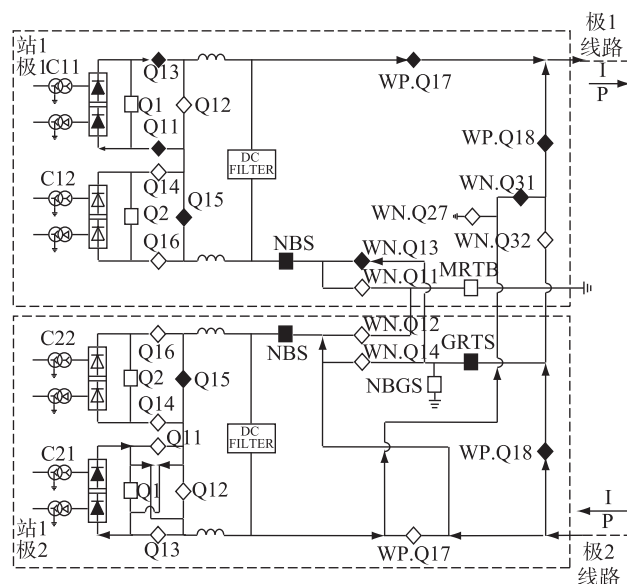 站1
极1
C11
Q13
Q1
Q12
Q11
C12
Q14
Q2
Q15
Q16
DC
FILTER
NBS
WP.Q17
极1
线路
I
P
WP.Q18
WN.Q31
WN.Q27
WN.Q32
WN.Q13
WN.Q11
MRTB
C22
Q16
Q2
Q15
Q14
NBS
WN.Q12
WN.Q14
GRTS
NBGS
C21
Q11
Q1
Q12
Q13
DC
FILTER
WP.Q18
WP.Q17
站1
极2
I
P
极2
线路